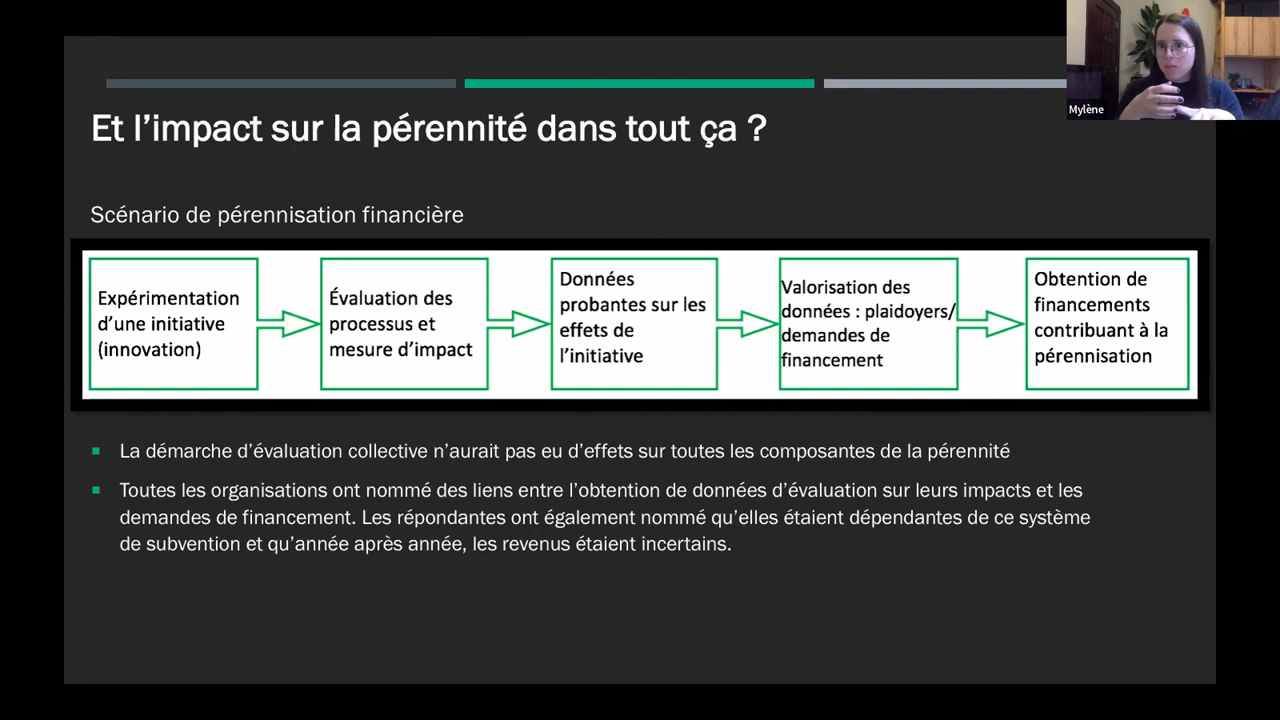 Mylène
Et l’impact sur la pérennité dans tout ça ?
Scénario de pérennisation financière
Expérimentation
d’une initiative
(innovation)
Évaluation des
processus et
mesure d’impact
Données
probantes sur les
effets de
l’initiative
Valorisation des
données : plaidoyers/
demandes de
financement
Obtention de
financements
contribuant à la
pérennisation
La démarche d’évaluation collective n’aurait pas eu d’effets sur toutes les composantes de la pérennité
Toutes les organisations ont nommé des liens entre l’obtention de données d’évaluation sur leurs impacts et les
demandes de financement. Les répondantes ont également nommé qu’elles étaient dépendantes de ce système
de subvention et qu’année après année, les revenus étaient incertains.